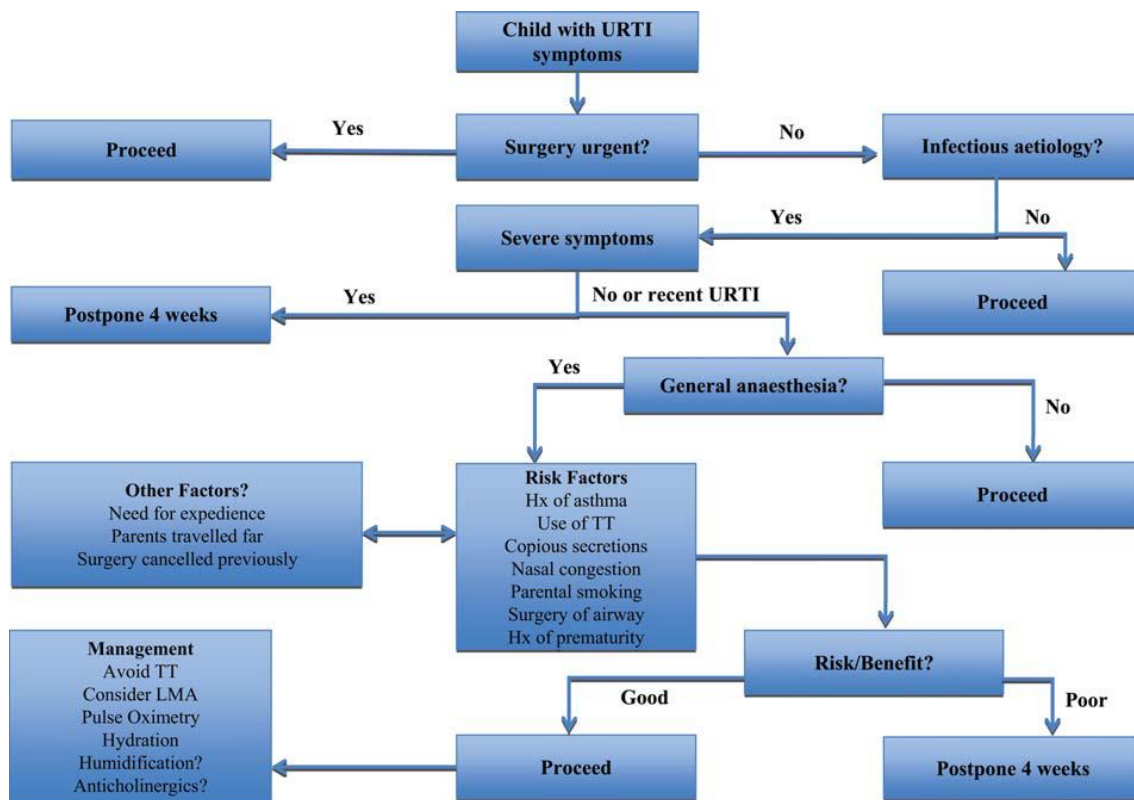 Child with URTI
symptoms
Yes
No
Proceed
Surgery urgent?
Infectious aetiology?
Yes
No
Severe symptoms
Yes
No or recent URTI
Postpone 4 weeks
Proceed
Yes
General anaesthesia?
No
Other Factors?
Need for expedience
Parents travelled far
Surgery cancelled previously
Risk Factors
Hx of asthma
Use of TT
Copious secretions
Nasal congestion
Parental smoking
Surgery of airway
Hx of prematurity
Proceed
Management
Avoid TT
Consider LMA
Pulse Oximetry
Hydration
Humidification?
Anticholinergics?
Risk/Benefit?
Good
Poor
Proceed
Postpone 4 weeks